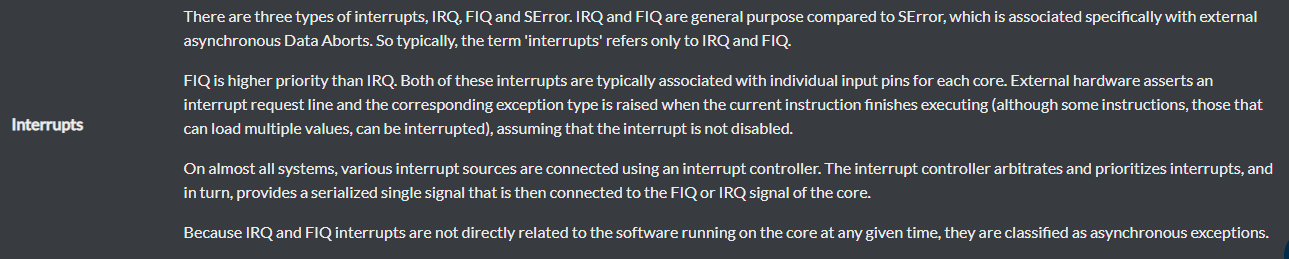 There are three types of interrupts, IRQ, FIQ and SError. IRQ and FIQ are general purpose compared to SError, which is associated specifically with external
asynchronous Data Aborts. So typically, the term 'interrupts' refers only to IRQ and FIQ.
FIQ is higher priority than IRQ. Both of these interrupts are typically associated with individual input pins for each core. External hardware asserts an
interrupt request line and the corresponding exception type is raised when the current instruction finishes executing (although some instructions, those that
Interrupts
can load multiple values, can be interrupted), assuming that the interrupt is not disabled.
On almost all systems, various interrupt sources are connected using an interrupt controller. The interrupt controller arbitrates and prioritizes interrupts, and
in turn, provides a serialized single signal that is then connected to the FIQ or IRQ signal of the core.
Because IRQ and FIQ interrupts are not directly related to the software running on the core at any given time, they are classified as asynchronous exceptions.